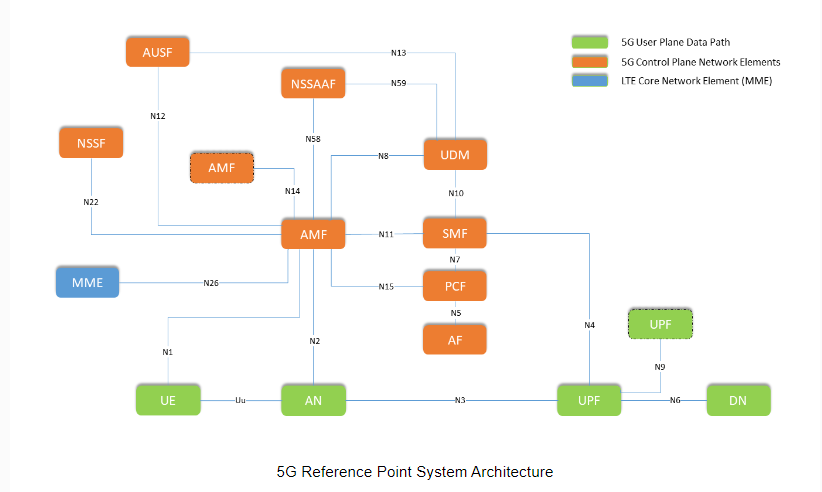 AUSF
N13
5G User Plane Data Path
5G Control Plane Network Elements
LTE Core Network Element (MME)
NSSAAF
N59
N12
NSSF
N58
N8
UDM
AMF
N14
N10
N22
AMF
N11
SMF
N7
MME
N26
N15
PCF
N5
N4
UPF
AF
N2
N1
N9
UE
Uu
AN
N3
UPF
N6
DN
5G Reference Point System Architecture